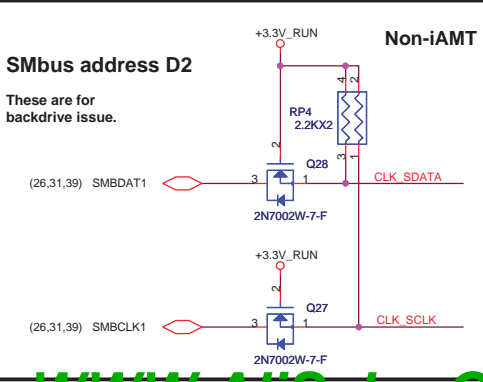 +3.3V_RUN
Non-iAMT
SMbus address D2
These are for
backdrive issue.
RP4
2.2KX2
4 2
3 1
2
Q28
(26,31,39) SMBDAT1
3 1
CLK_SDATA
2N7002W-7-F
+3.3V_RUN
2
Q27
(26,31,39) SMBCLK1
3 1
CLK_SCLK
2N7002W-7-F